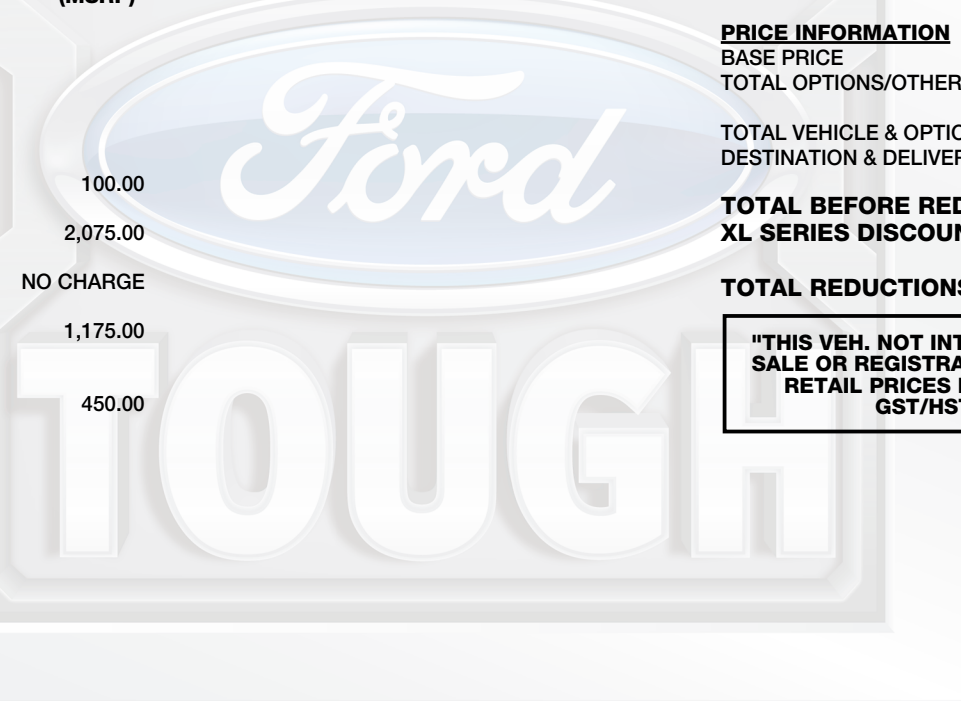 (MSRP)
100.00
2,075.00
NO CHARGE
1,175.00
450.00
Ford
TOUGH
PRICE INFORMATION
BASE PRICE
TOTAL OPTIONS/OTHER
TOTAL VEHICLE & OPTIO
DESTINATION & DELIVER
TOTAL BEFORE RED
XL SERIES DISCOUN
TOTAL REDUCTIONS
"THIS VEH. NOT INT
SALE OR REGISTRA
RETAIL PRICES
GST/HST